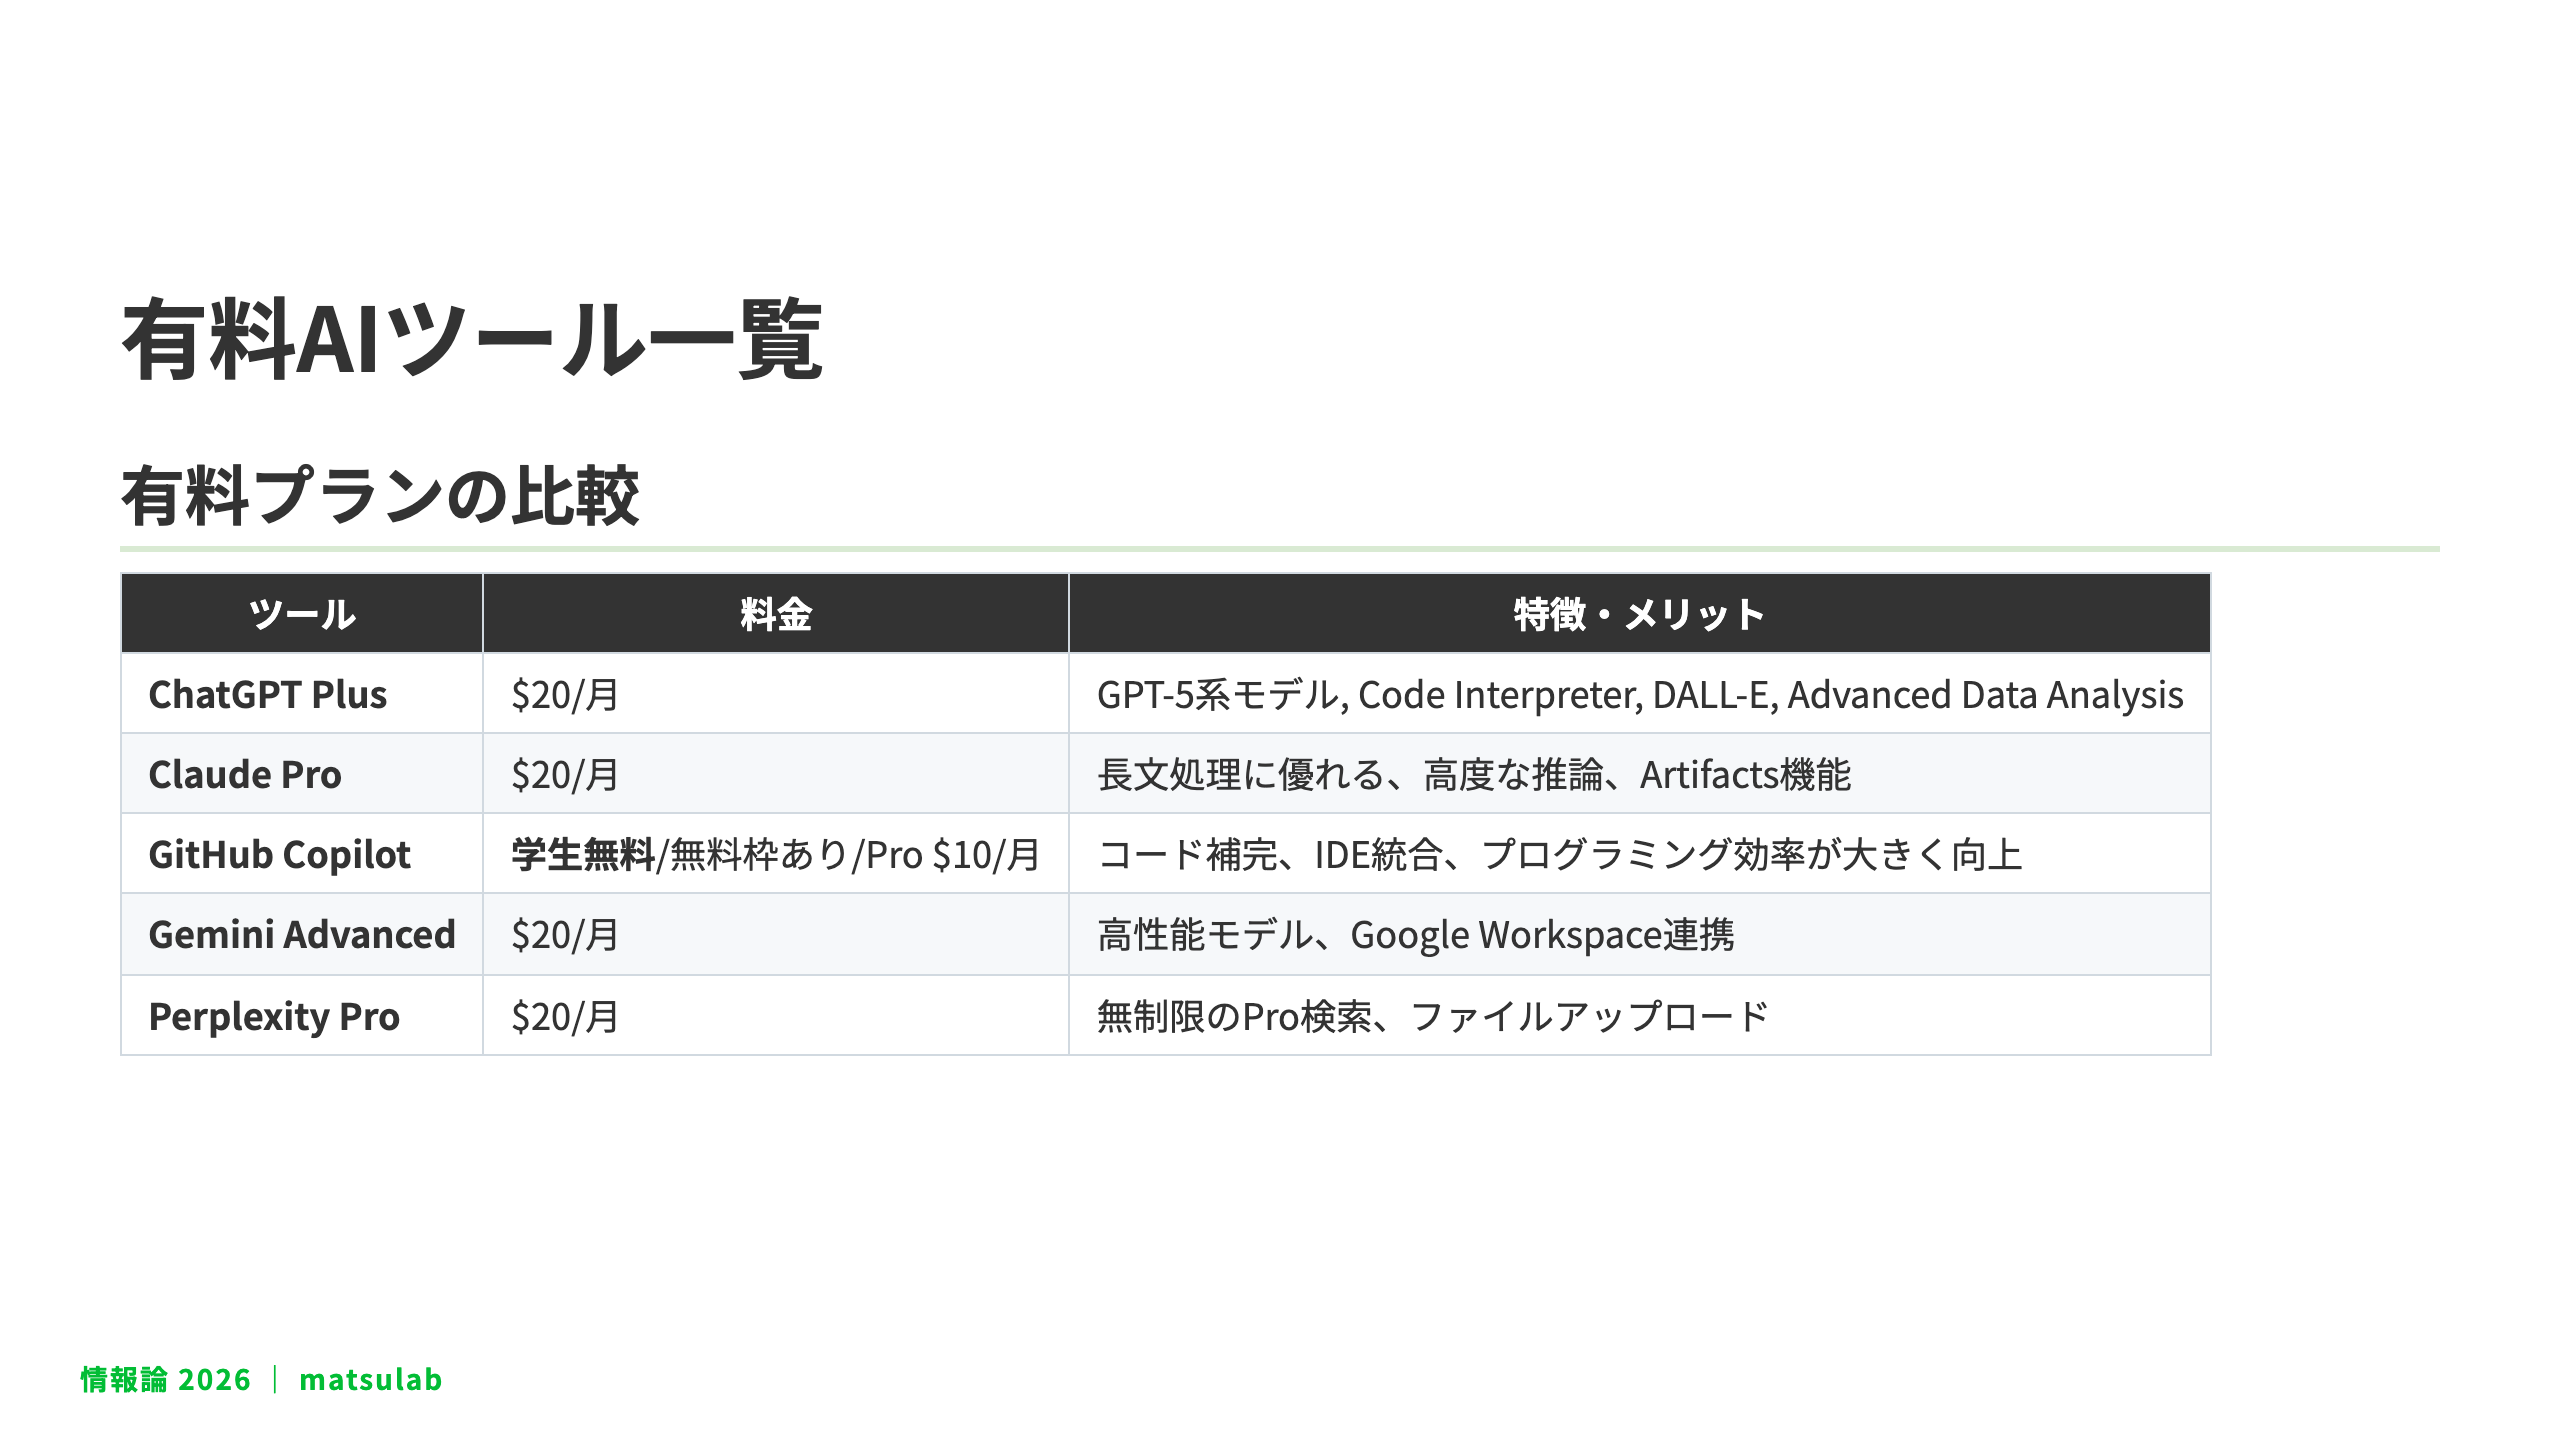 有料AIツール一覧
有料プランの比較
ツール 料金 特徴・メリット
ChatGPT Plus $20/月 GPT-5系モデル, Code Interpreter, DALL-E, Advanced Data Analysis
Claude Pro $20/月 長文処理に優れる、高度な推論、Artifacts機能
GitHub Copilot 学生無料/無料枠あり/Pro $10/月 コード補完、IDE統合、プログラミング効率が大きく向上
Gemini Advanced $20/月 高性能モデル、Google Workspace連携
Perplexity Pro $20/月 無制限のPro検索、ファイルアップロード
情報論 2026 | matsulab